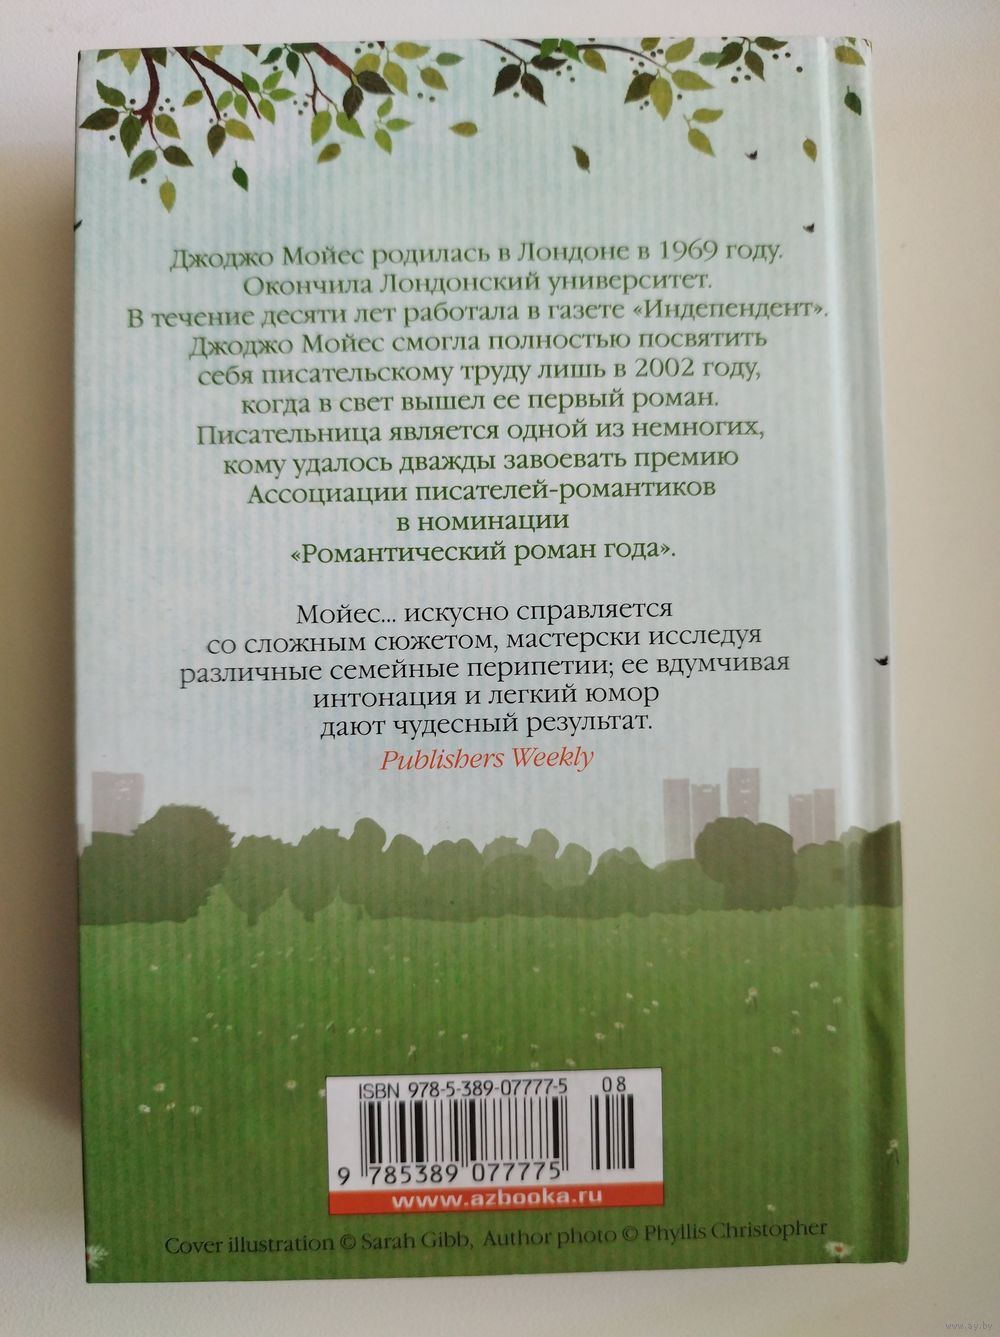 Джоджо Мойес родилась в Лондоне в 1969 году.
Окончила Лондонский университет.
В течение десяти лет работала в газете «Индепендент».
Джоджо Мойес смогла полностью посвятить
себя писательскому труду лишь в 2002 году,
когда в свет вышел ее первый роман.
Писательница является одной из немногих,
кому удалось дважды завоевать премию
Ассоциации писателей-романтиков
в номинации
«Романтический роман года».
Мойес... искусно справляется
со сложным сюжетом, мастерски исследуя
различные семейные перипетии; ее вдумчивая
интонация и легкий юмор
дают чудесный результат.
Publishers Weekly
ISBN 978-5-389-07777-5 08
9 785389 077775
www.azbooka.ru
Cover illustration © Sarah Gibb, Author photo © Phyllis Christopher
www.ay.by